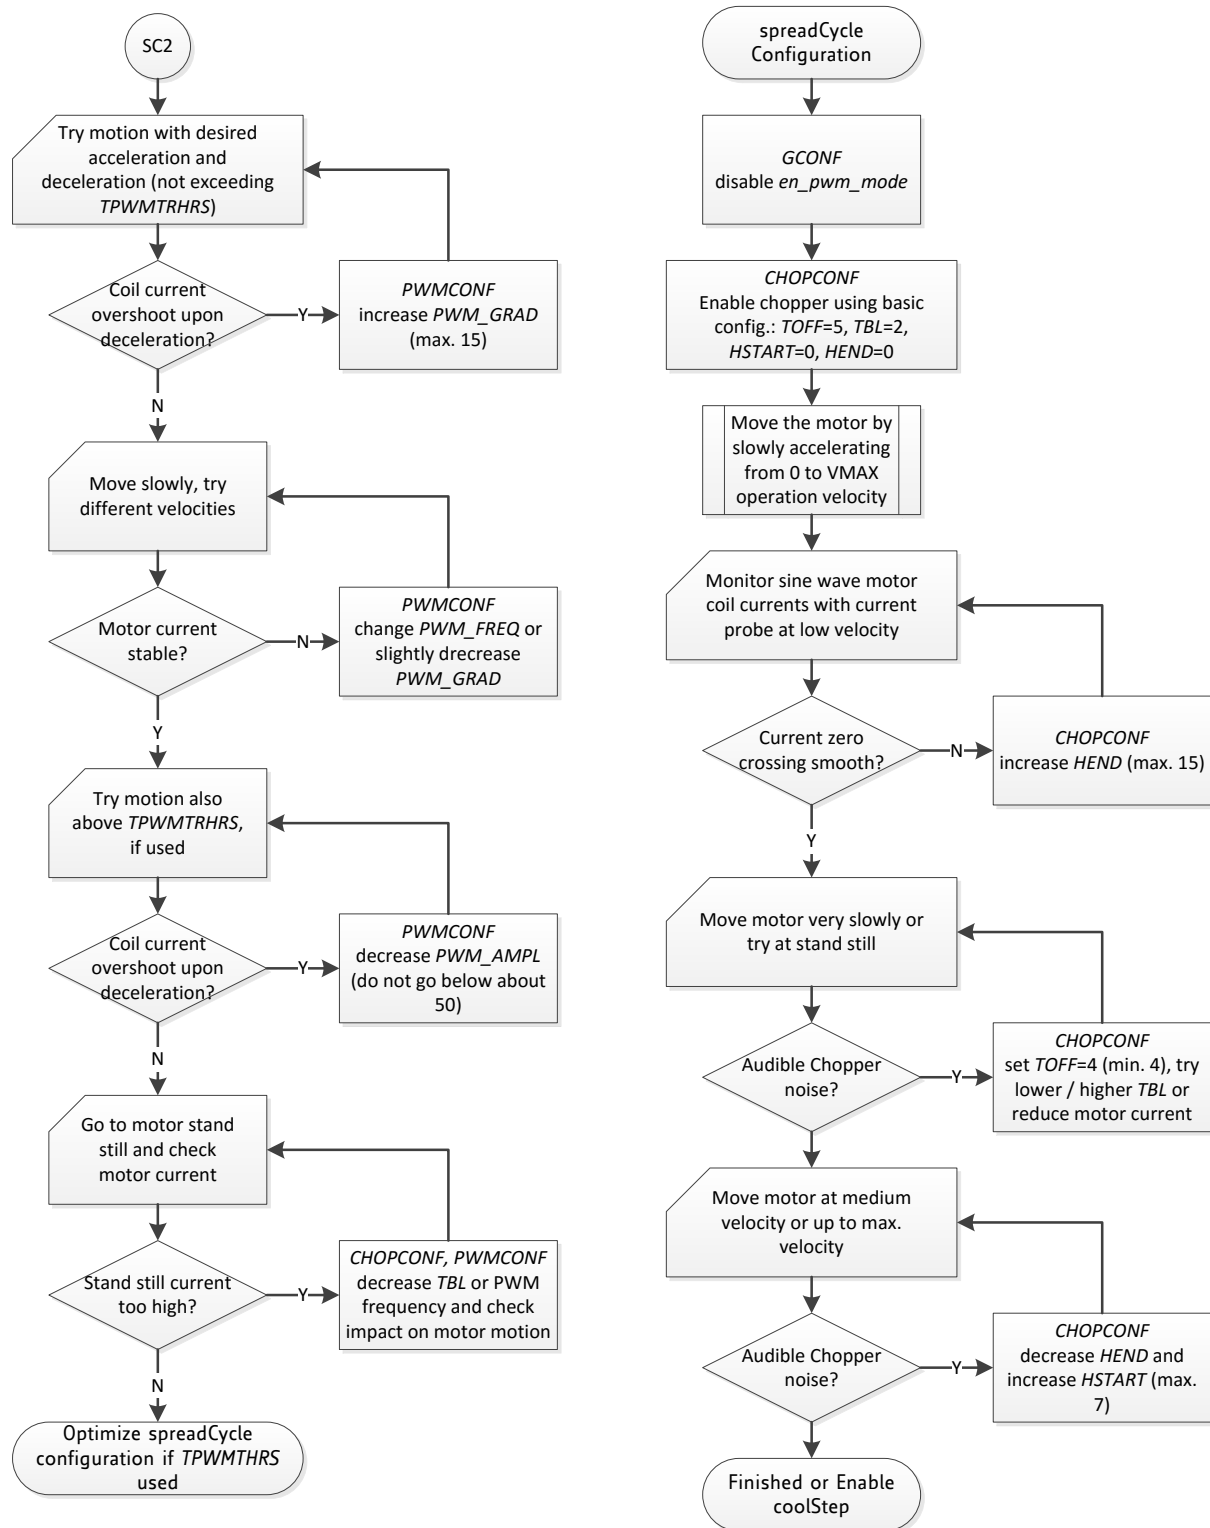 SC2
Try motion with desired
acceleration and
deceleration (not exceeding
TPWMTRHRS)
Coil current
overshoot upon
deceleration?
Y
PWMCONF
increase PWM_GRAD
(max. 15)
N
Move slowly, try
different velocities
Motor current
stable?
N
PWMCONF
change PWM_FREQ or
slightly drecrease
PWM_GRAD
Y
Try motion also
above TPWMTRHRS,
if used
Coil current
overshoot upon
deceleration?
Y
PWMCONF
decrease PWM_AMPL
(do not go below about
50)
N
Go to motor stand
still and check
motor current
Stand still current
too high?
Y
CHOPCONF, PWMCONF
decrease TBL or PWM
frequency and check
impact on motor motion
N
Optimize spreadCycle
configuration if TPWMTHRS
used
spreadCycle
Configuration
GCONF
disable en_pwm_mode
CHOPCONF
Enable chopper using basic
config.: TOFF=5, TBL=2,
HSTART=0, HEND=0
Move the motor by
slowly accelerating
from 0 to VMAX
operation velocity
Monitor sine wave motor
coil currents with current
probe at low velocity
Current zero
crossing smooth?
N
CHOPCONF
increase HEND (max. 15)
Y
Move motor very slowly or
try at stand still
Audible Chopper
noise?
Y
CHOPCONF
set TOFF=4 (min. 4), try
lower / higher TBL or
reduce motor current
N
Move motor at medium
velocity or up to max.
velocity
Audible Chopper
noise?
Y
CHOPCONF
decrease HEND and
increase HSTART (max.
7)
Finished or Enable
coolStep